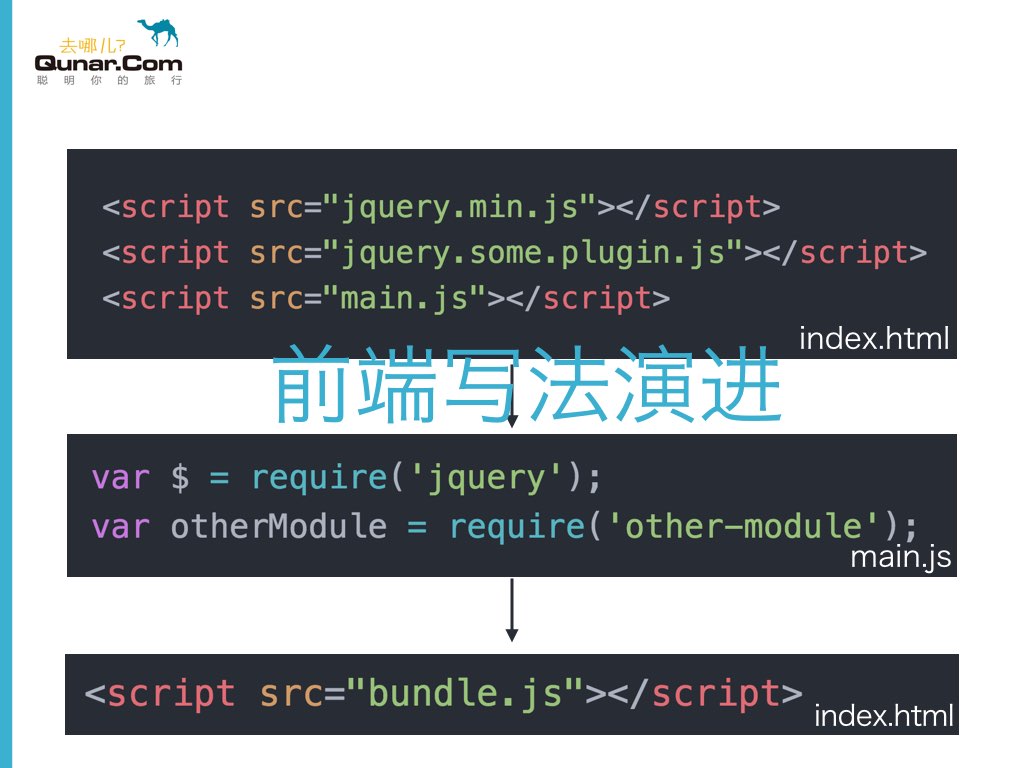 去哪儿?
Qunar.Com
聪明你的旅行
<script src="jquery.min.js"></script>
<script src="jquery.some.plugin.js"></script>
<script src="main.js"></script>
index.html
前端写法演进
var $ = require('jquery');
var otherModule = require('other-module');
main.js
<script src="bundle.js"></script>
index.html